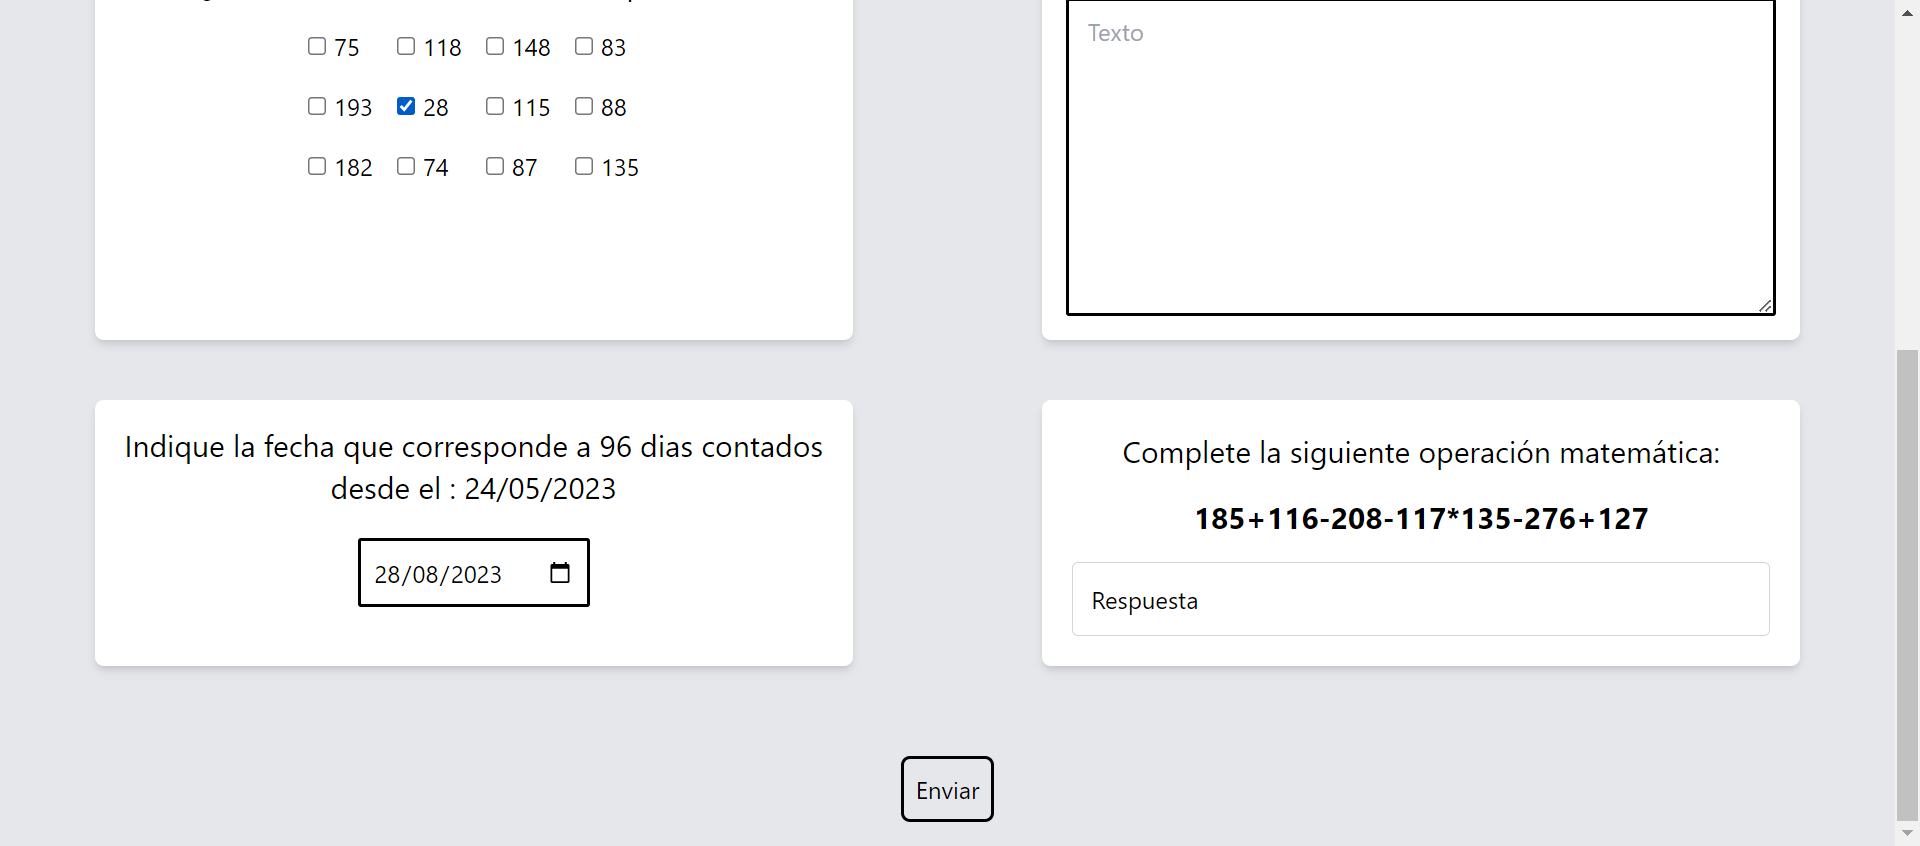 75 118 148 83
193 28 115 88
182 74 87 135
Texto
Indique la fecha que corresponde a 96 dias contados
desde el : 24/05/2023
28/08/2023
Complete la siguiente operación matemática:
185+116-208-117*135-276+127
Respuesta
Enviar